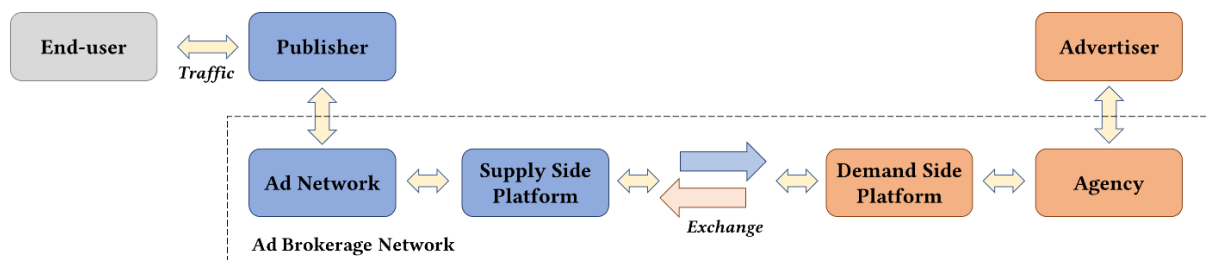 End-user
Publisher
Advertiser
Traffic
Ad Network
Supply Side
Platform
Demand Side
Platform
Agency
Exchange
Ad Brokerage Network